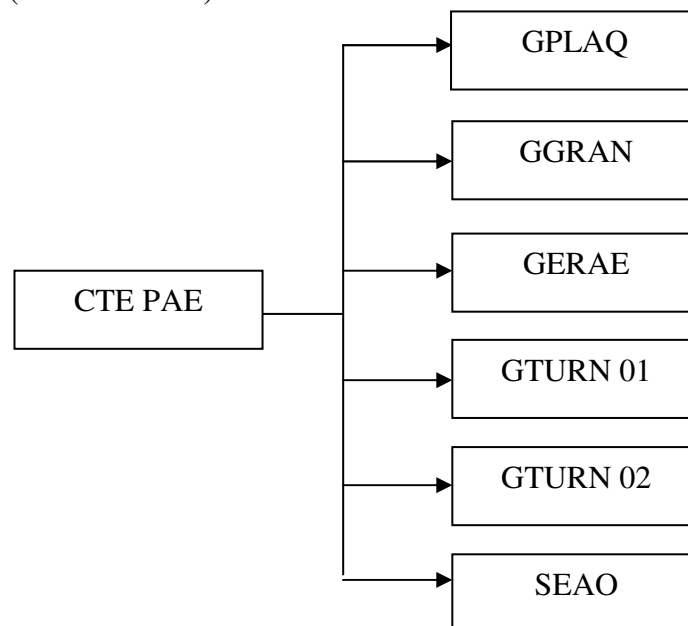 GPLAQ
GGRAN
GERAE
CTE PAE
GTURN 01
GTURN 02
SEAO